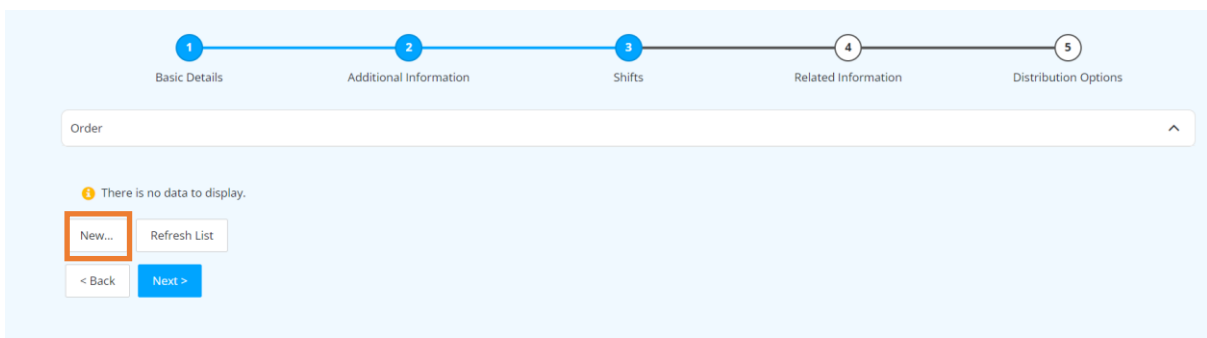 1 2 3 4 5
Basic Details Additional Information Shifts Related Information Distribution Options
Order
There is no data to display.
New... Refresh List
< Back Next >